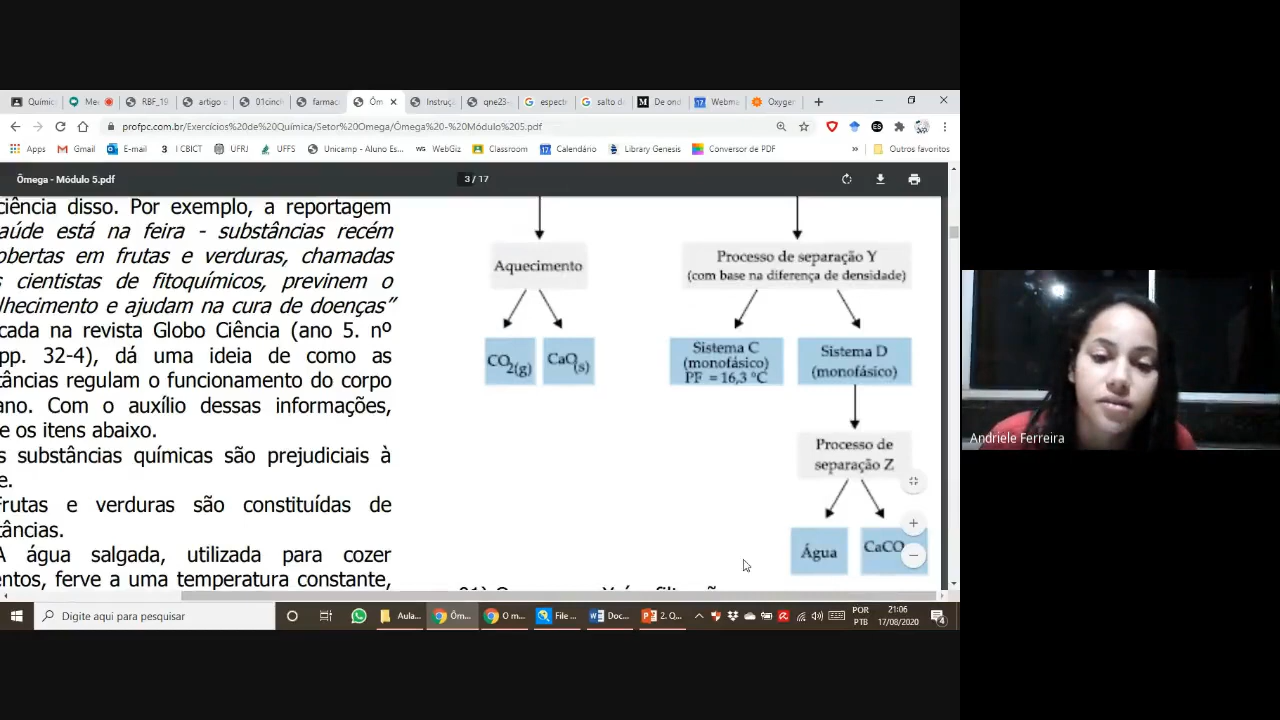 Químic
Me
RBF_19
artigo
01cinc
farmac
Ôm
Instruç
qne23-
espect
salto d
De ond
Webma
Oxyger
profpc.com.br/Exercícios%20de%20Química/Setor%20Omega/Ômega%20-%20Módulo%205.pdf
Apps
Gmail
E-mail
I CBICT
UFRJ
UFFS
Unicamp - Aluno Es...
WebGiz
Classroom
Calendário
Library Genesis
Conversor de PDF
»
Outros favoritos
Ômega - Módulo 5.pdf
3 / 17
ciência disso. Por exemplo, a reportagem
aúde está na feira - substâncias recém
obertas em frutas e verduras, chamadas
s cientistas de fitoquímicos, previnem o
lhecimento e ajudam na cura de doenças"
cada na revista Globo Ciência (ano 5. nº
pp. 32-4), dá uma ideia de como as
tâncias regulam o funcionamento do corpo
ano. Com o auxílio dessas informações,
e os itens abaixo.
s substâncias químicas são prejudiciais à
e.
Frutas e verduras são constituídas de
tâncias.
A água salgada, utilizada para cozer
entos, ferve a uma temperatura constante,
Aquecimento
CO2(g)
CaO(s)
Processo de separação Y
(com base na diferença de densidade)
Sistema C
(monofásico)
PF = 16,3 °C
Sistema D
(monofásico)
Processo de
separação Z
Água
CaCO
Andriele Ferreira
Digite aqui para pesquisar
Aula...
Ôm...
O m...
File ...
Doc...
2. Q...
POR
PTB
21:06
17/08/2020
4